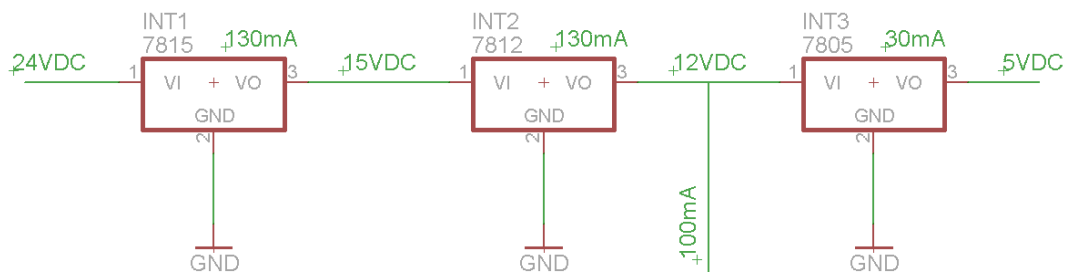 INT1
7815
130mA
24VDC
1
VI
VO
3
GND
2
GND
15VDC
INT2
7812
130mA
1
VI
VO
3
GND
2
GND
12VDC
100mA
INT3
7805
30mA
1
VI
VO
3
GND
2
GND
5VDC